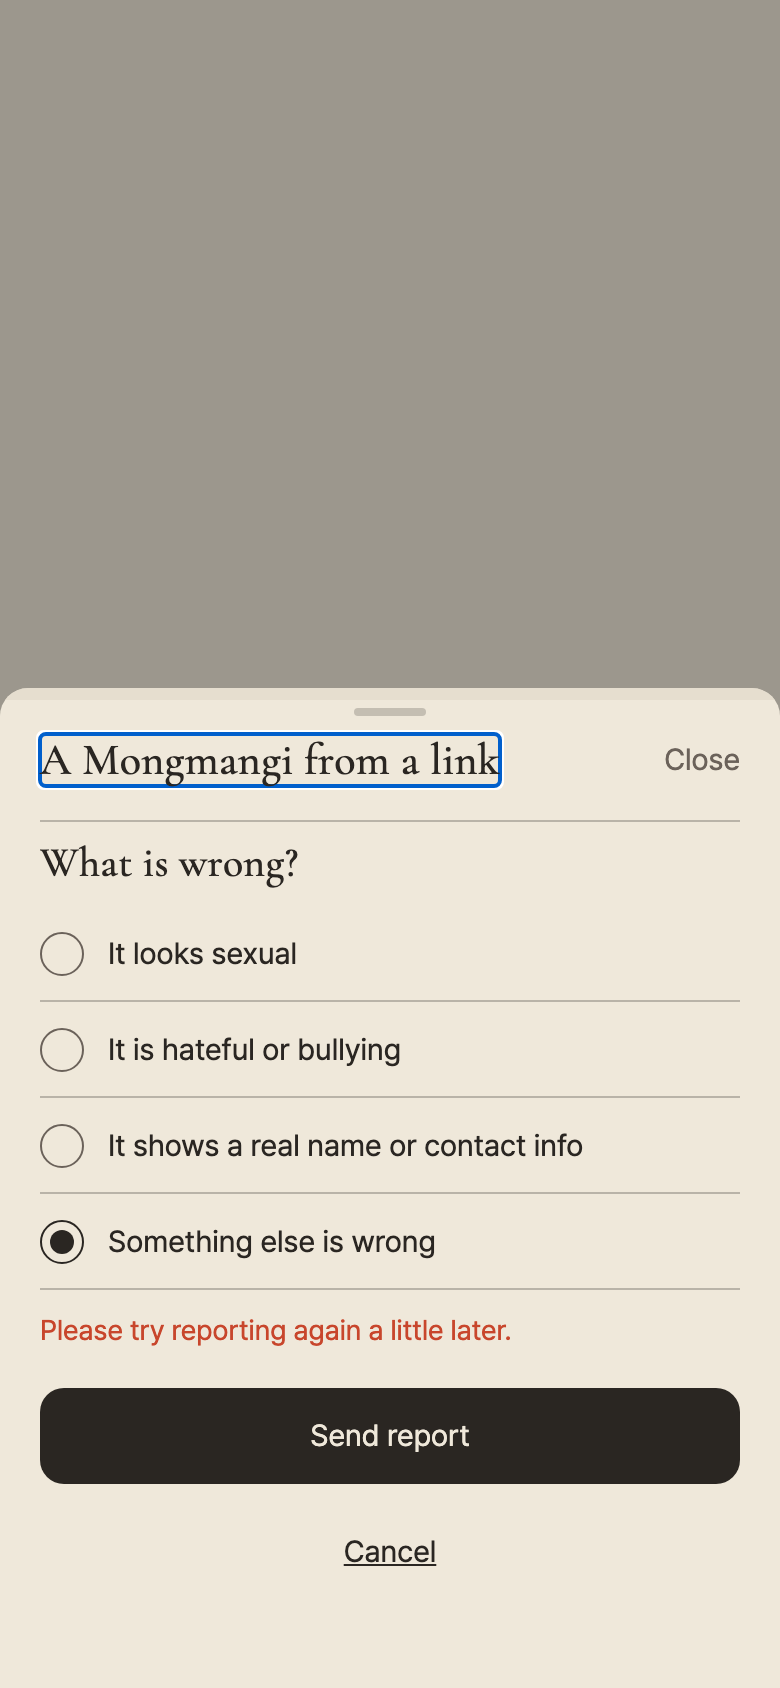 A Mongmangi from a link
Close
What is wrong?
It looks sexual
It is hateful or bullying
It shows a real name or contact info
Something else is wrong
Please try reporting again a little later.
Send report
Cancel